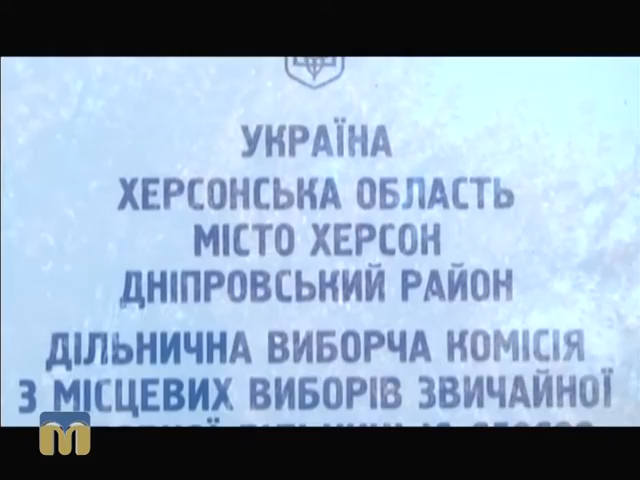 УКРАЇНА
ХЕРСОНСЬКА ОБЛАСТЬ
МІСТО ХЕРСОН
ДНІПРОВСЬКИЙ РАЙОН
ДІЛЬНИЧНА ВИБОРЧА КОМІСІЯ
З МІСЦЕВИХ ВИБОРІВ ЗВИЧАЙНОЇ